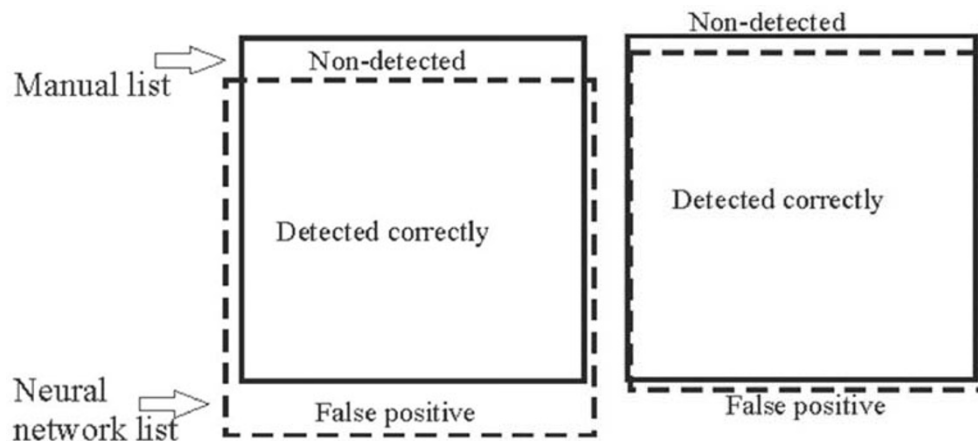 Manual list
Non-detected
Detected correctly
Neural
network list
False positive
Non-detected
Detected correctly
False positive